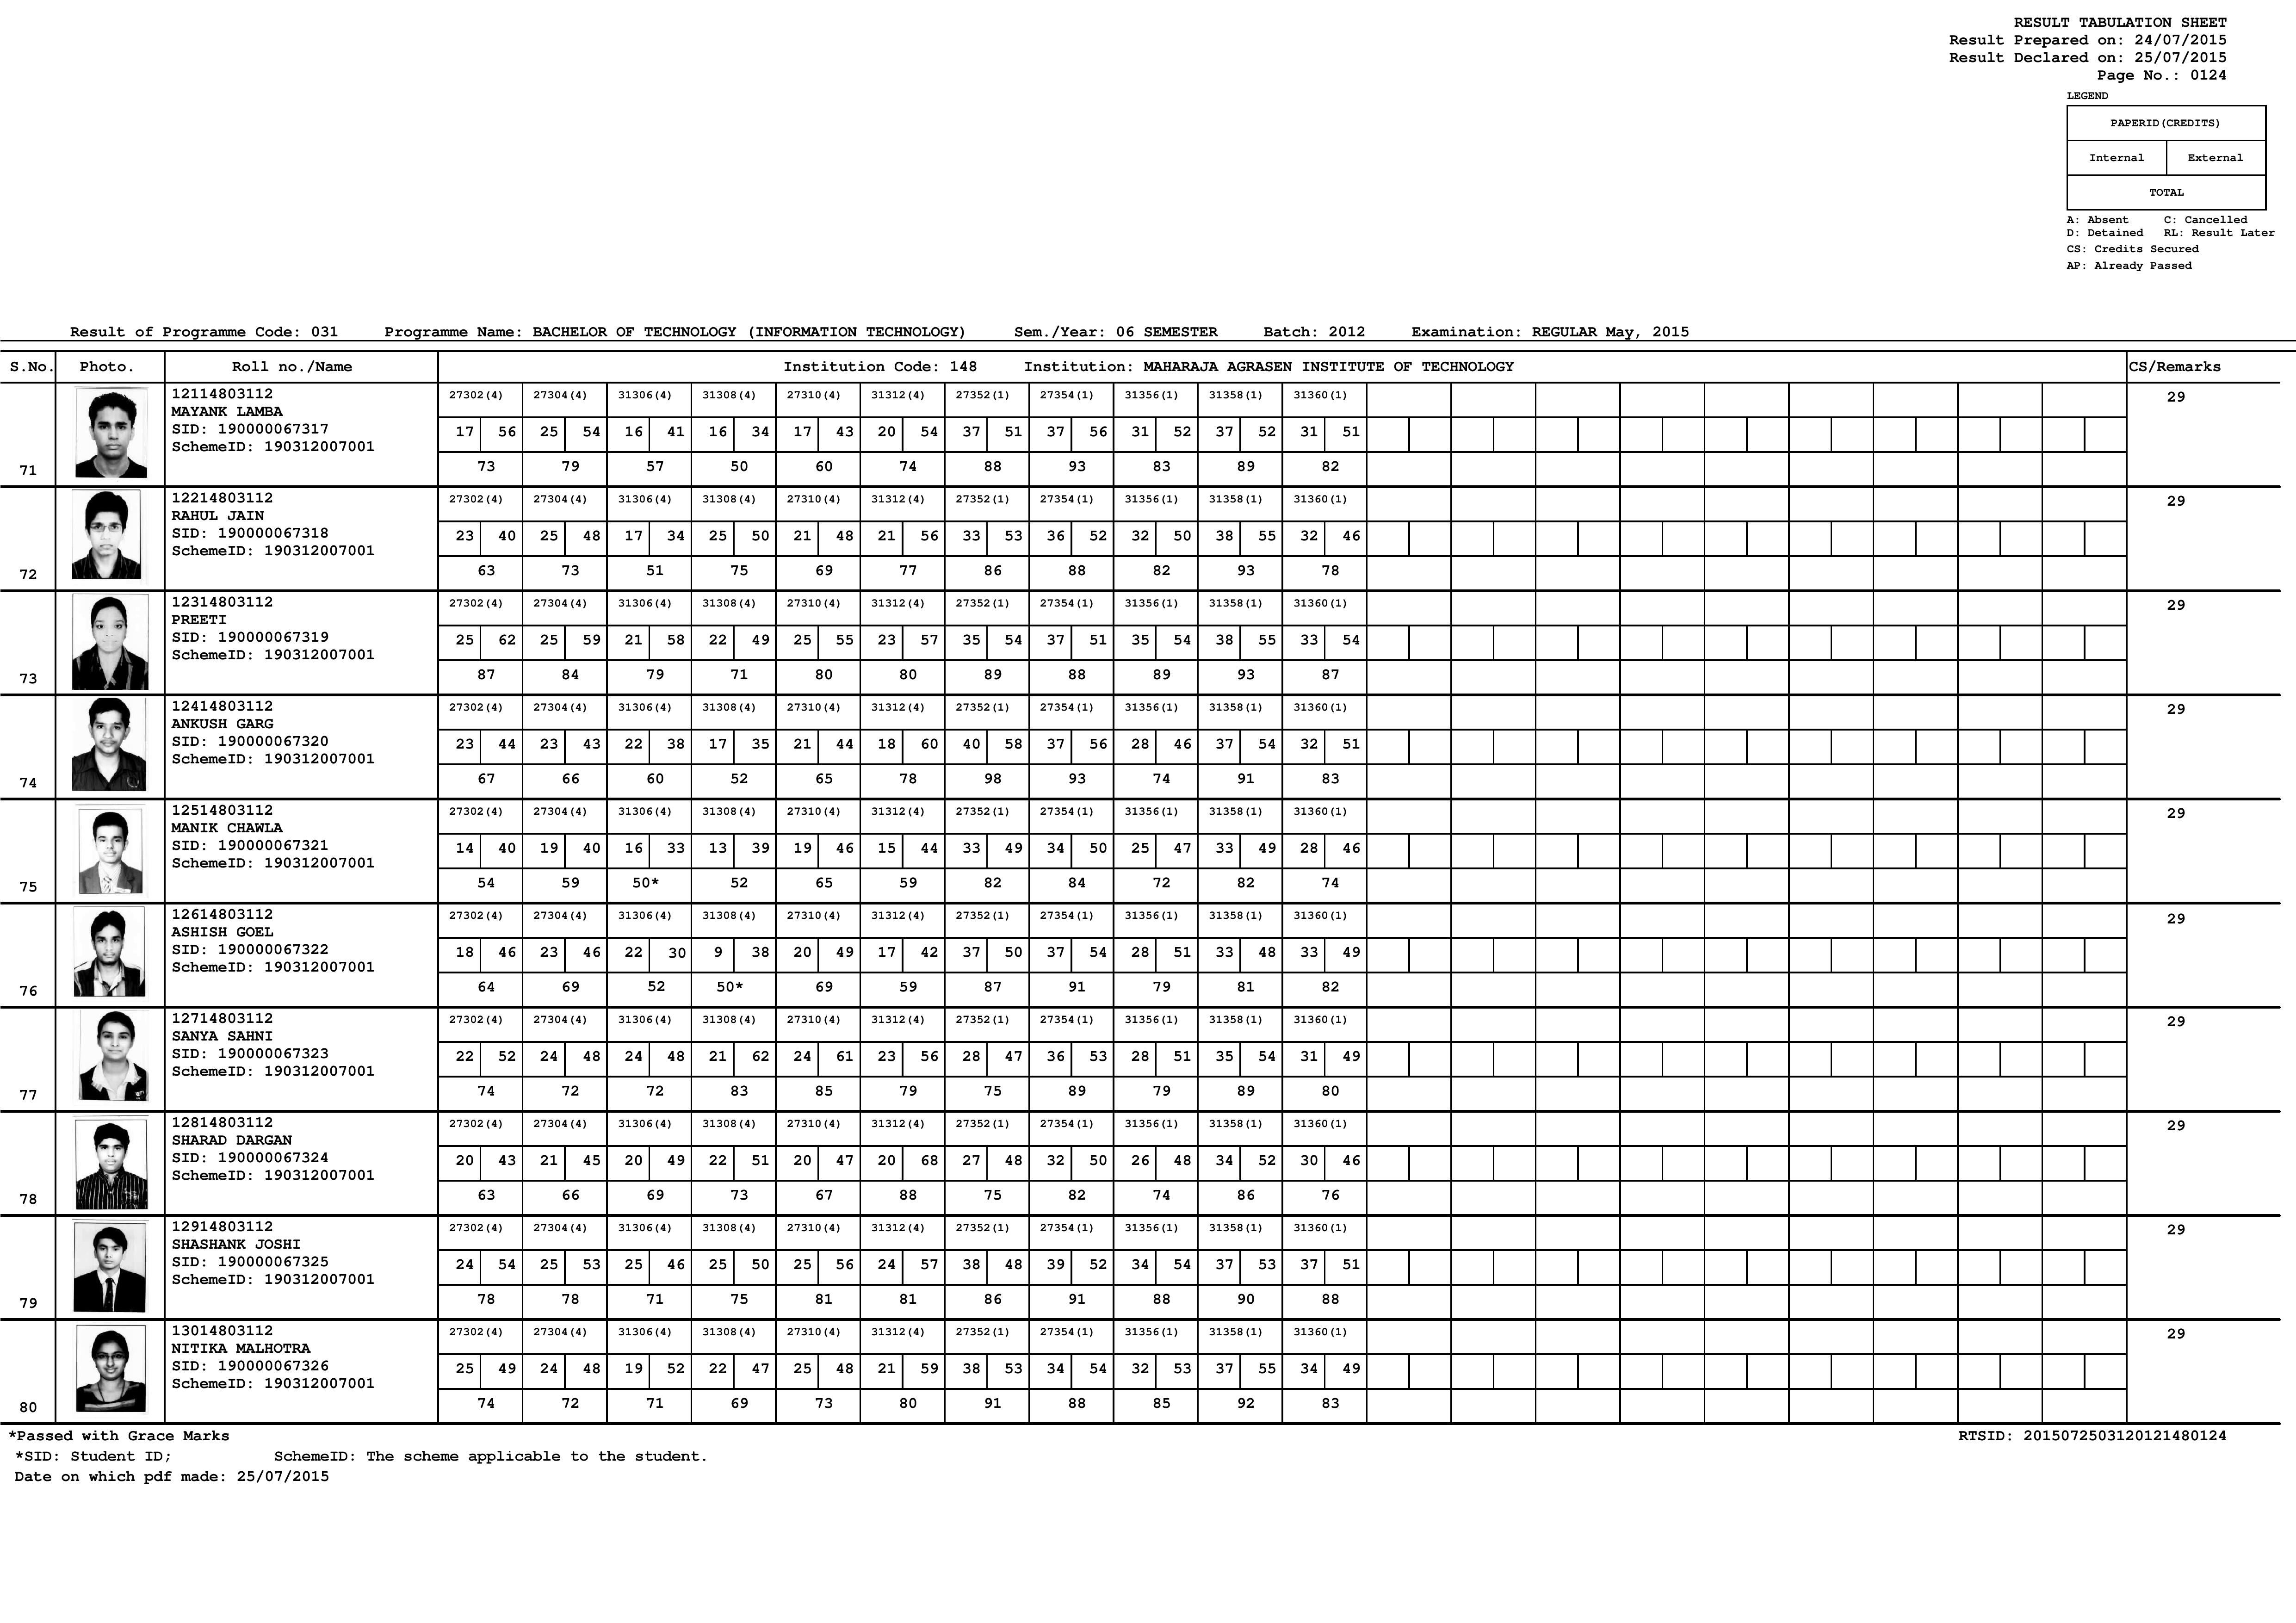 RESULT TABULATION SHEET
Result Prepared on: 24/07/2015
Result Declared on: 25/07/2015
Page No.: 0124
LEGEND
PAPERID(CREDITS)
Internal External
TOTAL
A: Absent C: Cancelled
D: Detained RL: Result Later
CS: Credits Secured
AP: Already Passed
Result of Programme Code: 031 Programme Name: BACHELOR OF TECHNOLOGY (INFORMATION TECHNOLOGY) Sem./Year: 06 SEMESTER Batch: 2012 Examination: REGULAR May, 2015
S.No. Photo. Roll no./Name Institution Code: 148 Institution: MAHARAJA AGRASEN INSTITUTE OF TECHNOLOGY CS/Remarks
12114803112 27302(4) 27304(4) 31306(4) 31308(4) 27310(4) 31312(4) 27352(1) 27354(1) 31356(1) 31358(1) 31360(1) 29
MAYANK LAMBA
SID: 190000067317 17 56 25 54 16 41 16 34 17 43 20 54 37 51 37 56 31 52 37 52 31 51
SchemeID: 190312007001
71 73 79 57 50 60 74 88 93 83 89 82
12214803112 27302(4) 27304(4) 31306(4) 31308(4) 27310(4) 31312(4) 27352(1) 27354(1) 31356(1) 31358(1) 31360(1) 29
RAHUL JAIN
SID: 190000067318 23 40 25 48 17 34 25 50 21 48 21 56 33 53 36 52 32 50 38 55 32 46
SchemeID: 190312007001
72 63 73 51 75 69 77 86 88 82 93 78
12314803112 27302(4) 27304(4) 31306(4) 31308(4) 27310(4) 31312(4) 27352(1) 27354(1) 31356(1) 31358(1) 31360(1) 29
PREETI
SID: 190000067319 25 62 25 59 21 58 22 49 25 55 23 57 35 54 37 51 35 54 38 55 33 54
SchemeID: 190312007001
73 87 84 79 71 80 80 89 88 89 93 87
12414803112 27302(4) 27304(4) 31306(4) 31308(4) 27310(4) 31312(4) 27352(1) 27354(1) 31356(1) 31358(1) 31360(1) 29
ANKUSH GARG
SID: 190000067320 23 44 23 43 22 38 17 35 21 44 18 60 40 58 37 56 28 46 37 54 32 51
SchemeID: 190312007001
74 67 66 60 52 65 78 98 93 74 91 83
12514803112 27302(4) 27304(4) 31306(4) 31308(4) 27310(4) 31312(4) 27352(1) 27354(1) 31356(1) 31358(1) 31360(1) 29
MANIK CHAWLA
SID: 190000067321 14 40 19 40 16 33 13 39 19 46 15 44 33 49 34 50 25 47 33 49 28 46
SchemeID: 190312007001
75 54 59 50* 52 65 59 82 84 72 82 74
12614803112 27302(4) 27304(4) 31306(4) 31308(4) 27310(4) 31312(4) 27352(1) 27354(1) 31356(1) 31358(1) 31360(1) 29
ASHISH GOEL
SID: 190000067322 18 46 23 46 22 30 9 38 20 49 17 42 37 50 37 54 28 51 33 48 33 49
SchemeID: 190312007001
76 64 69 52 50* 69 59 87 91 79 81 82
12714803112 27302(4) 27304(4) 31306(4) 31308(4) 27310(4) 31312(4) 27352(1) 27354(1) 31356(1) 31358(1) 31360(1) 29
SANYA SAHNI
SID: 190000067323 22 52 24 48 24 48 21 62 24 61 23 56 28 47 36 53 28 51 35 54 31 49
SchemeID: 190312007001
77 74 72 72 83 85 79 75 89 79 89 80
12814803112 27302(4) 27304(4) 31306(4) 31308(4) 27310(4) 31312(4) 27352(1) 27354(1) 31356(1) 31358(1) 31360(1) 29
SHARAD DARGAN
SID: 190000067324 20 43 21 45 20 49 22 51 20 47 20 68 27 48 32 50 26 48 34 52 30 46
SchemeID: 190312007001
78 63 66 69 73 67 88 75 82 74 86 76
12914803112 27302(4) 27304(4) 31306(4) 31308(4) 27310(4) 31312(4) 27352(1) 27354(1) 31356(1) 31358(1) 31360(1) 29
SHASHANK JOSHI
SID: 190000067325 24 54 25 53 25 46 25 50 25 56 24 57 38 48 39 52 34 54 37 53 37 51
SchemeID: 190312007001
79 78 78 71 75 81 81 86 91 88 90 88
13014803112 27302(4) 27304(4) 31306(4) 31308(4) 27310(4) 31312(4) 27352(1) 27354(1) 31356(1) 31358(1) 31360(1) 29
NITIKA MALHOTRA
SID: 190000067326 25 49 24 48 19 52 22 47 25 48 21 59 38 53 34 54 32 53 37 55 34 49
SchemeID: 190312007001
80 74 72 71 69 73 80 91 88 85 92 83
*Passed with Grace Marks RTSID: 2015072503120121480124
*SID: Student ID; SchemeID: The scheme applicable to the student.
Date on which pdf made: 25/07/2015